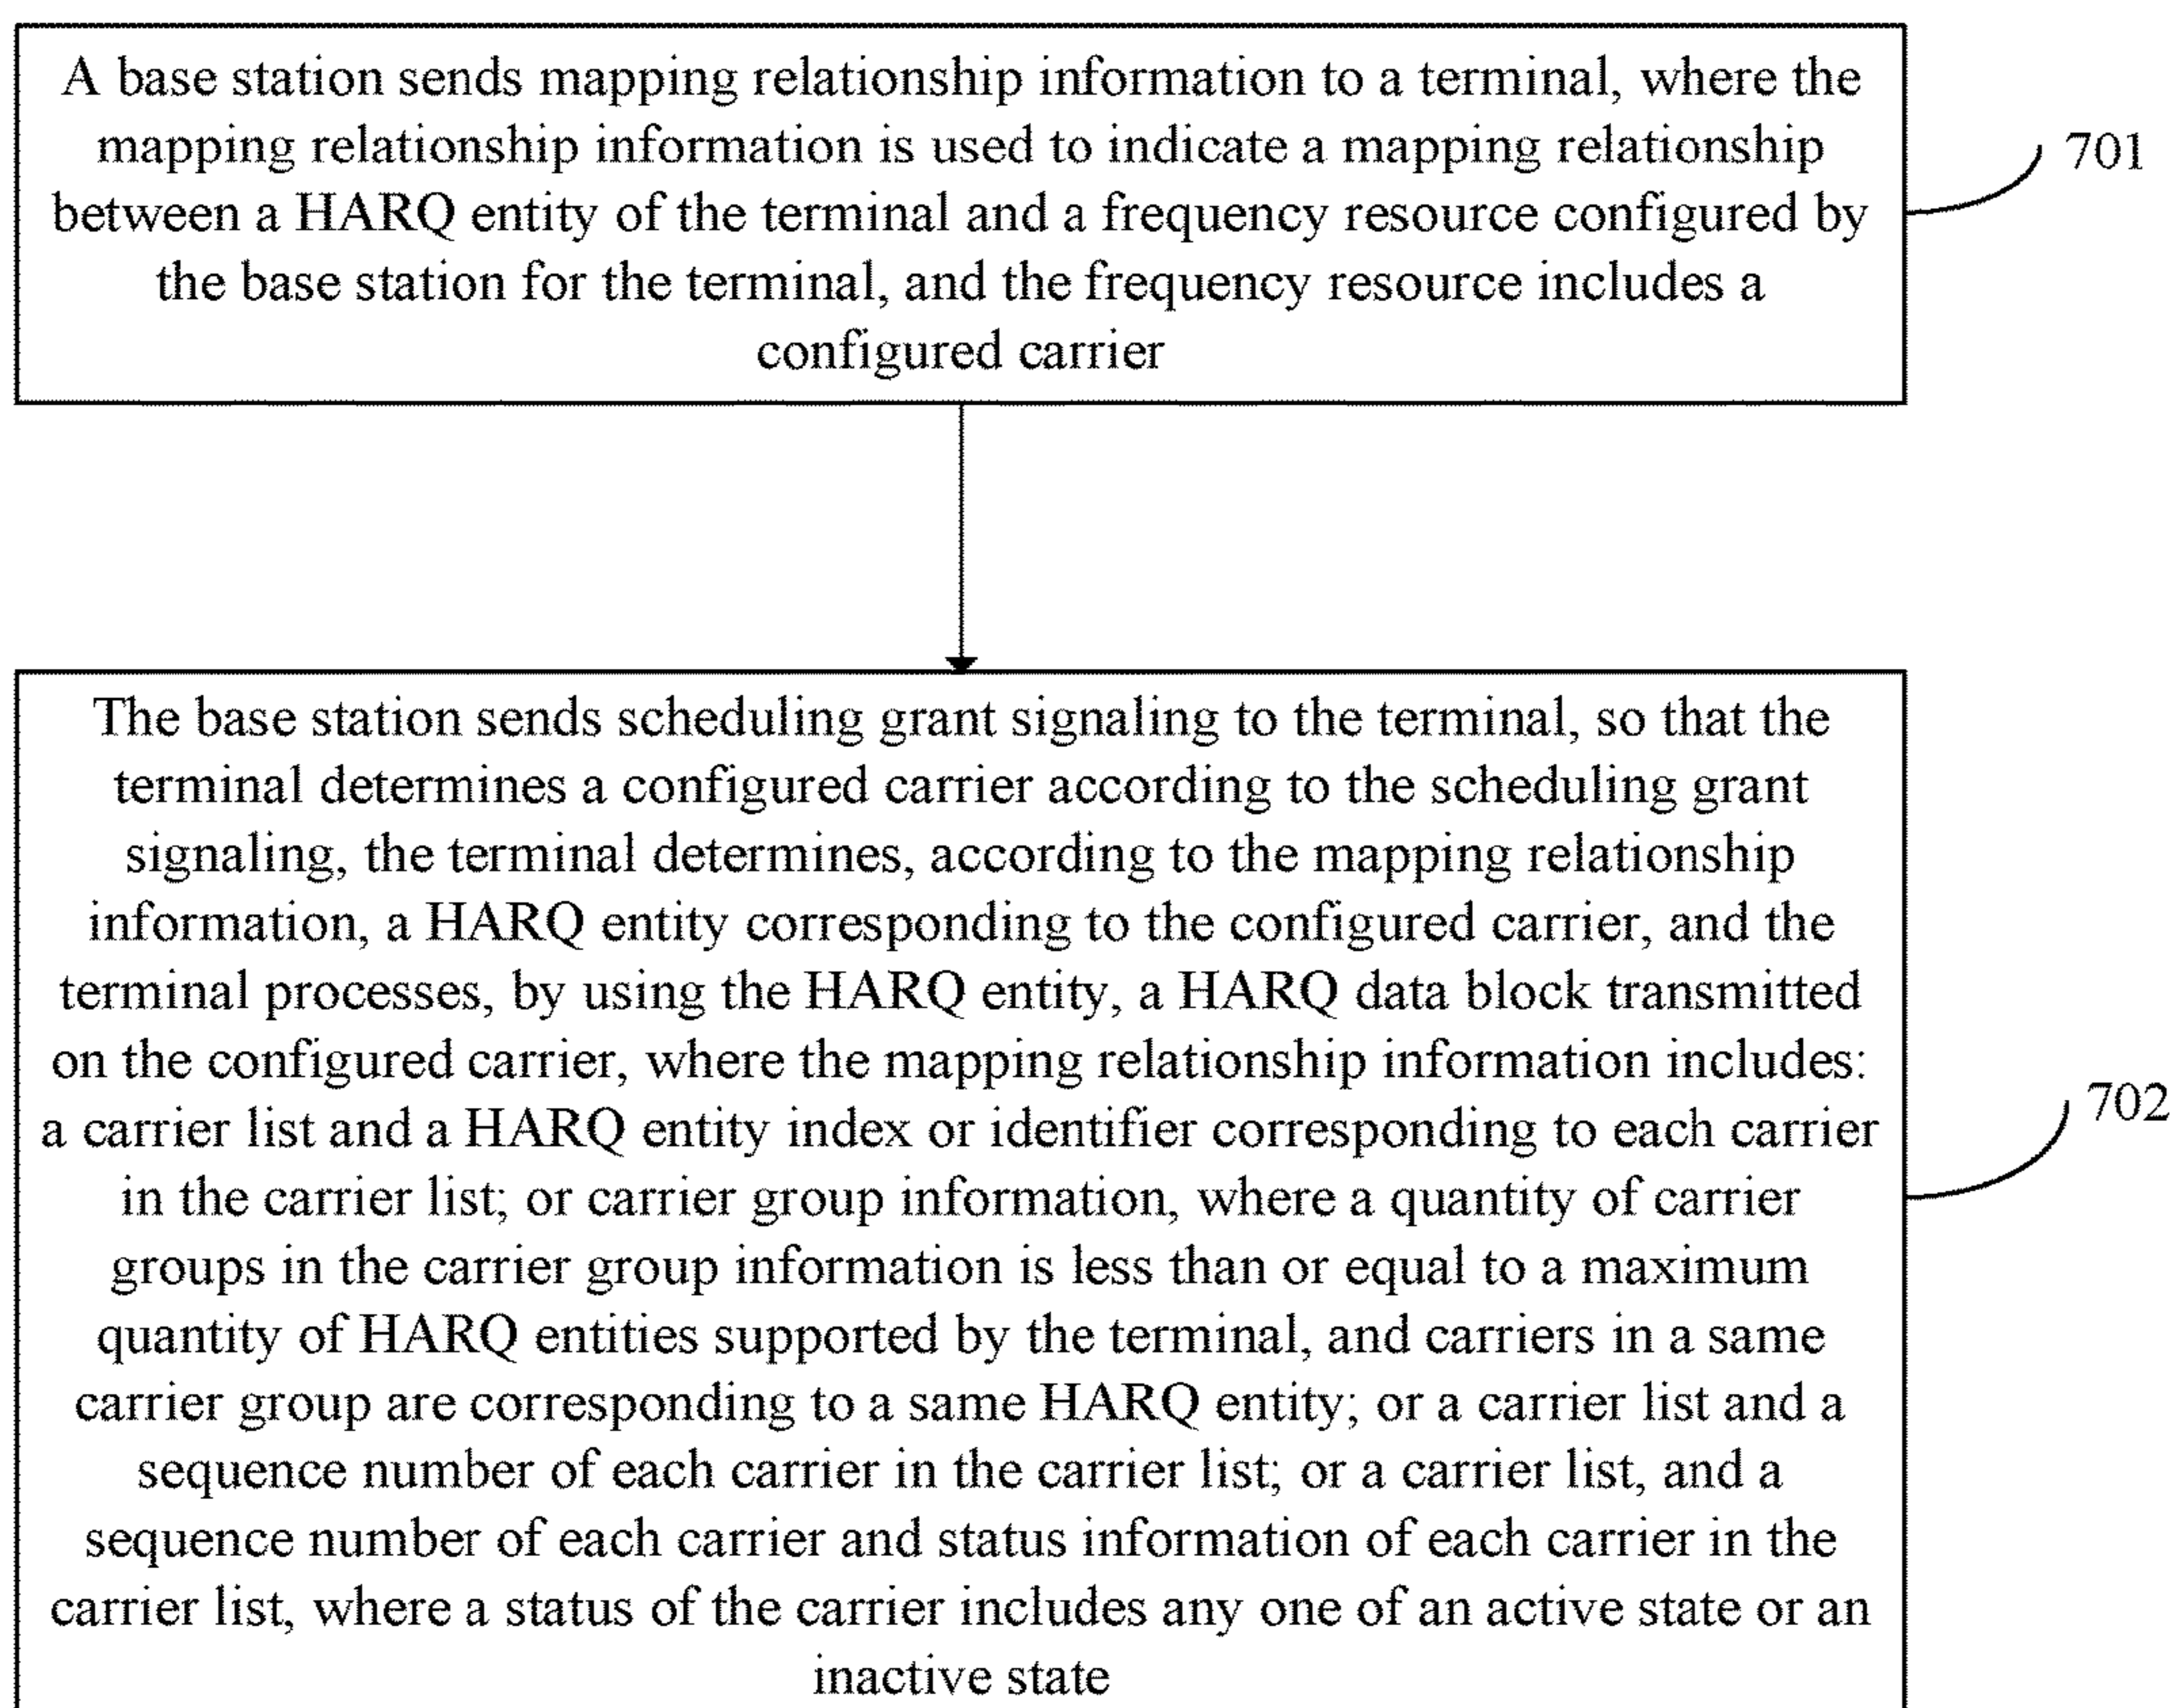 A base station sends mapping relationship information to a terminal, where the
mapping relationship information is used to indicate a mapping relationship
between a HARQ entity of the terminal and a frequency resource configured by
the base station for the terminal, and the frequency resource includes a
configured carrier
701
The base station sends scheduling grant signaling to the terminal, so that the
terminal determines a configured carrier according to the scheduling grant
signaling, the terminal determines, according to the mapping relationship
information, a HARQ entity corresponding to the configured carrier, and the
terminal processes, by using the HARQ entity, a HARQ data block transmitted
on the configured carrier, where the mapping relationship information includes:
a carrier list and a HARQ entity index or identifier corresponding to each carrier
in the carrier list; or carrier group information, where a quantity of carrier
groups in the carrier group information is less than or equal to a maximum
quantity of HARQ entities supported by the terminal, and carriers in a same
carrier group are corresponding to a same HARQ entity; or a carrier list and a
sequence number of each carrier in the carrier list; or a carrier list, and a
sequence number of each carrier and status information of each carrier in the
carrier list, where a status of the carrier includes any one of an active state or an
inactive state
702